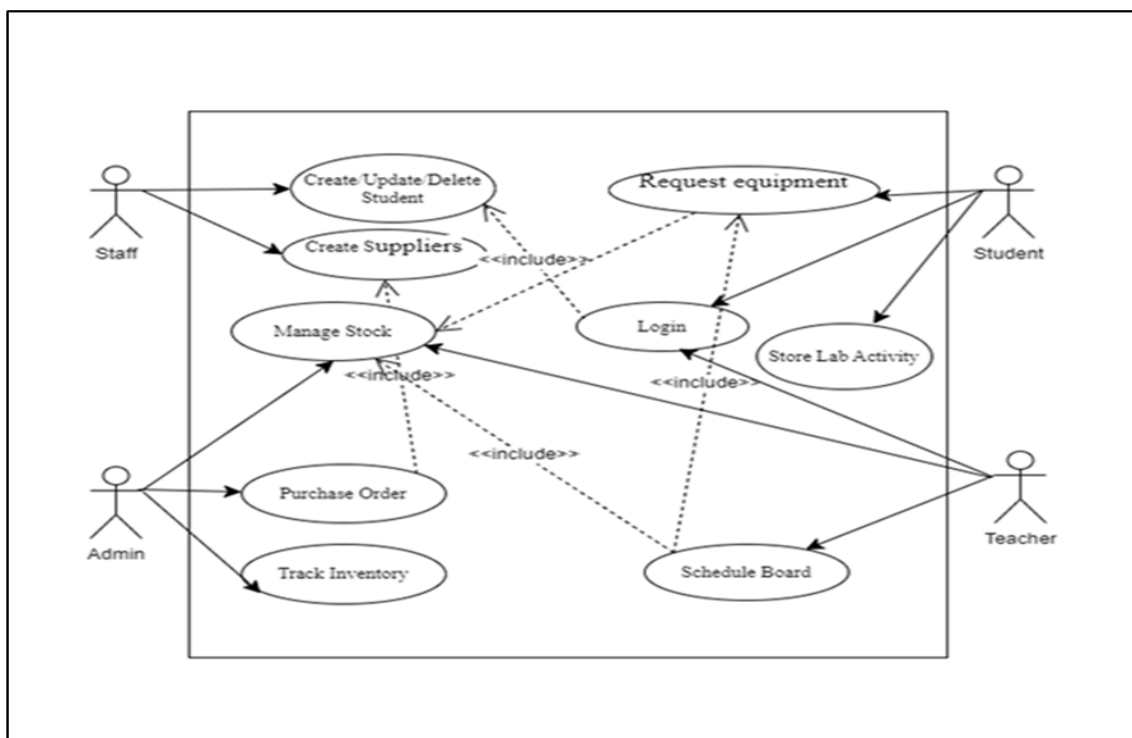 Create/Update/Delete
Student
Request equipment
Staff
Student
Create Suppliers
<<include>>
Manage Stock
Login
Store Lab Activity
<<include>>
<<include>>
<<include>>
Purchase Order
Admin
Teacher
Track Inventory
Schedule Board